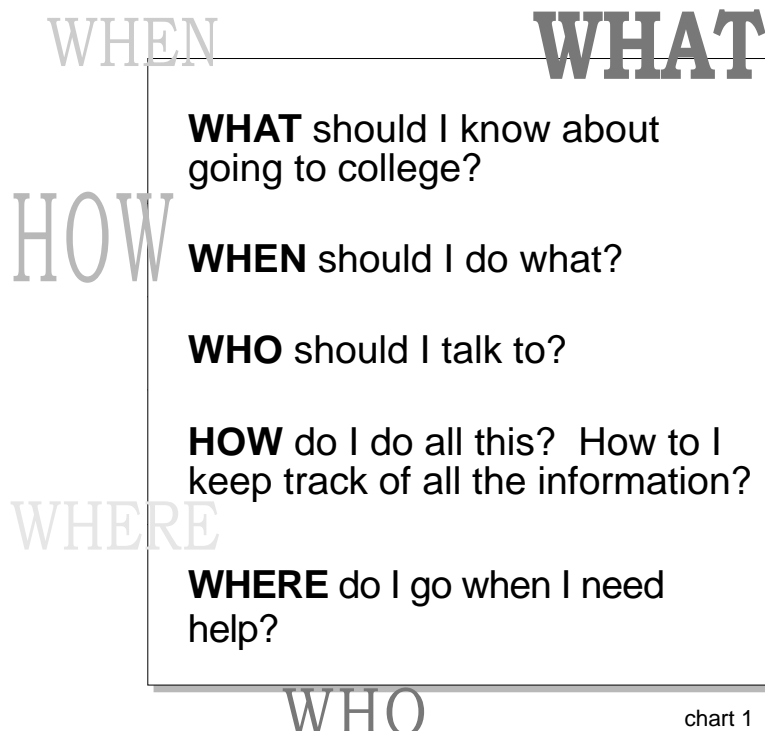 WHEN
WHAT
WHAT should I know about
going to college?
HOW
WHEN should I do what?
WHO should I talk to?
HOW do I do all this?  How to I
keep track of all the information?
WHERE
WHERE do I go when I need
help?
WHO
chart 1